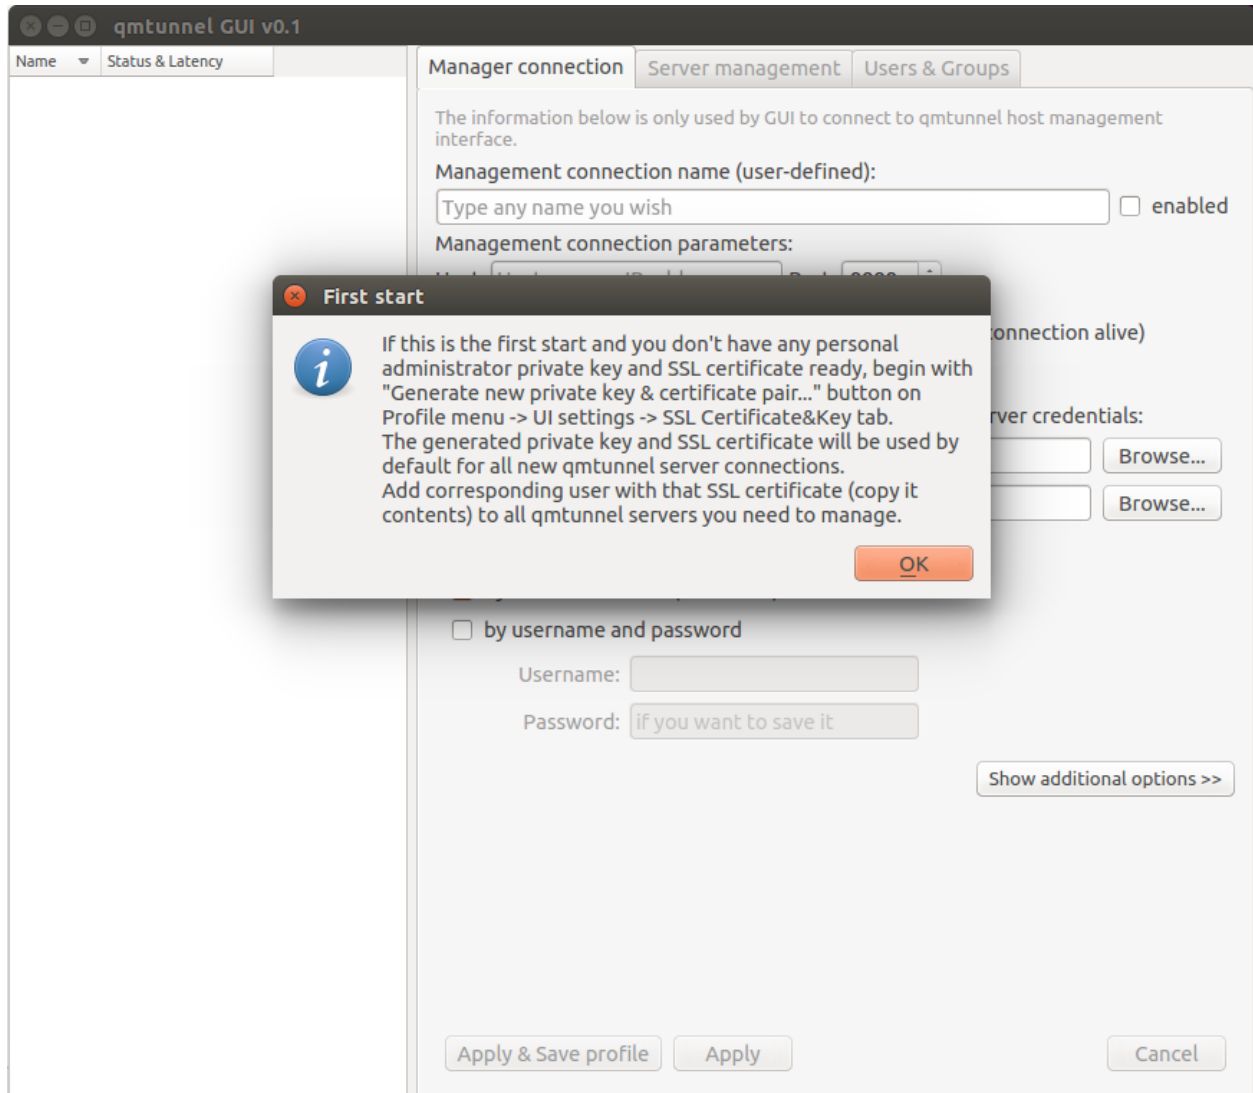 qmtunnel GUI v0.1
Name
Status & Latency
Manager connection
Server management
Users & Groups
The information below is only used by GUI to connect to qmtunnel host management
interface.
Management connection name (user-defined):
Type any name you wish
enabled
Management connection parameters:
First start
If this is the first start and you don't have any personal
administrator private key and SSL certificate ready, begin with
"Generate new private key & certificate pair..." button on
Profile menu -> UI settings -> SSL Certificate&Key tab.
The generated private key and SSL certificate will be used by
default for all new qmtunnel server connections.
Add corresponding user with that SSL certificate (copy it
contents) to all qmtunnel servers you need to manage.
OK
connection alive)
rver credentials:
Browse...
Browse...
by username and password
Username:
Password:
if you want to save it
Show additional options >>
Apply & Save profile
Apply
Cancel